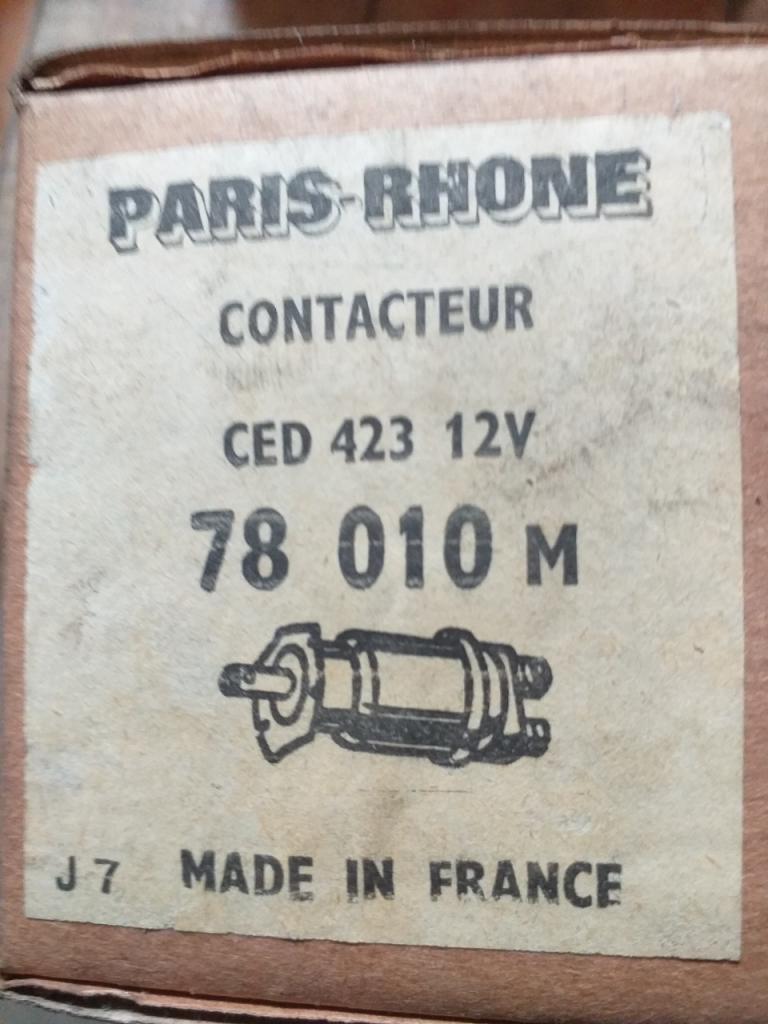 PARIS-RHONE
CONTACTEUR
CED 423 12V
78 010 M
J 7 MADE IN FRANCE